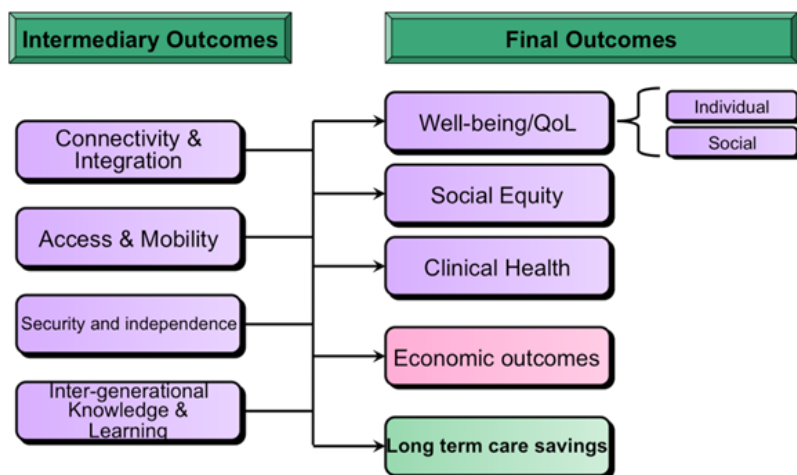 Intermediary Outcomes
Final Outcomes
Connectivity &
Integration
Access & Mobility
Security and independence
Inter-generational
Knowledge &
Learning
Well-being/QoL
Individual
Social
Social Equity
Clinical Health
Economic outcomes
Long term care savings